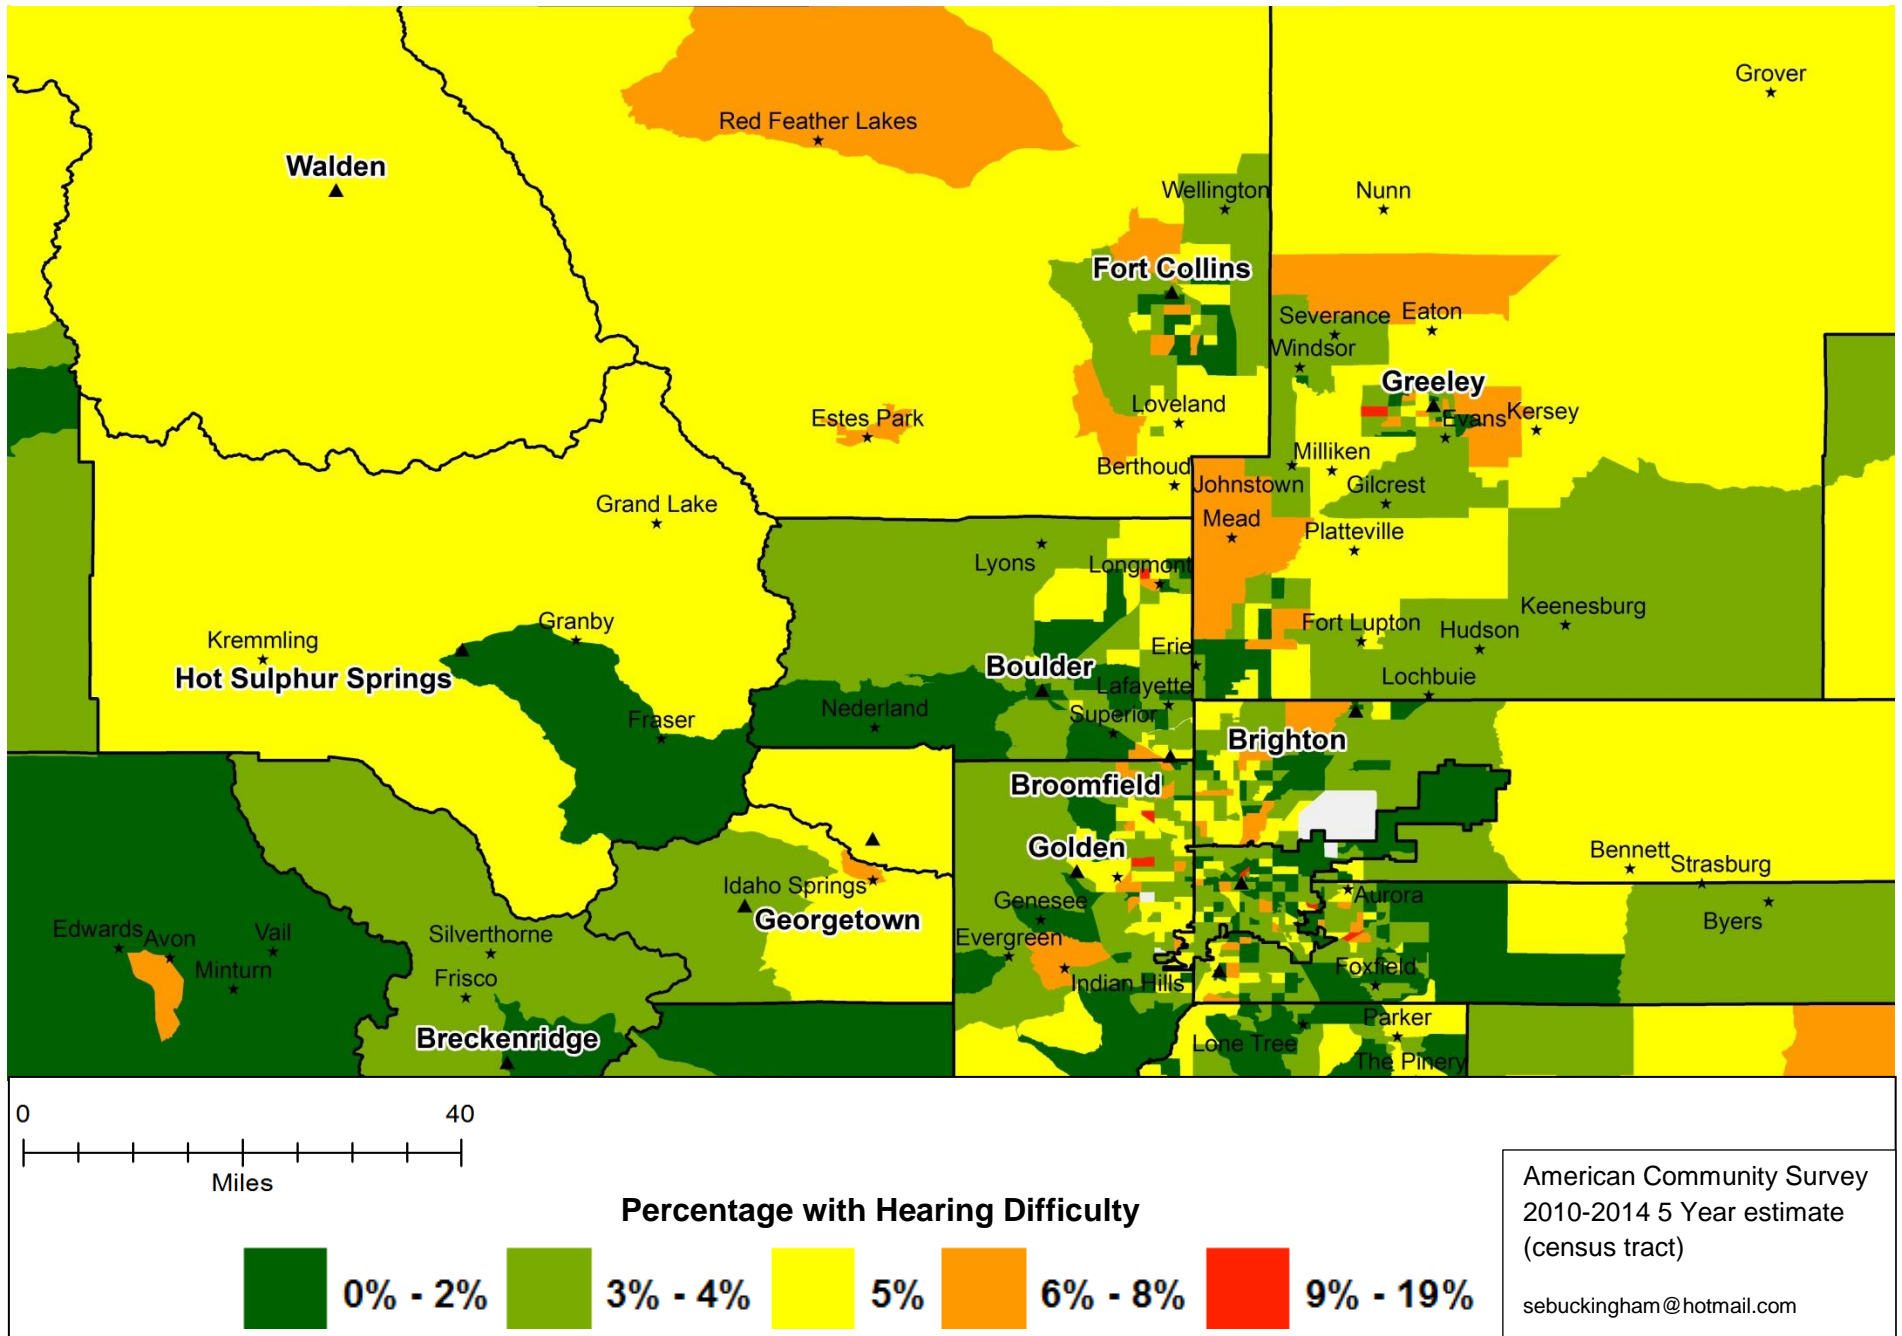 Grover
Red Feather Lakes
Walden
Wellington
Nunn
Fort Collins
Severance
Eaton
Windsor
Greeley
Estes Park
Loveland
Evans
Kersey
Berthoud
Milliken
Johnstown
Gilcrest
Grand Lake
Mead
Platteville
Lyons
Longmont
Keenesburg
Granby
Kremmling
Fort Lupton
Hudson
Erie
Hot Sulphur Springs
Boulder
Lafayette
Lochbuie
Nederland
Fraser
Superior
Brighton
Broomfield
Golden
Bennett
Strasburg
Idaho Springs
Aurora
Genesee
Georgetown
Byers
Edwards
Avon
Vail
Silverthorne
Evergreen
Minturn
Frisco
Indian Hills
Foxfield
Parker
Breckenridge
Lone Tree
The Pinery
0 40
Miles
Percentage with Hearing Difficulty
0% - 2% 3% - 4% 5% 6% - 8% 9% - 19%
American Community Survey
2010-2014 5 Year estimate
(census tract)
sebuckingham@hotmail.com